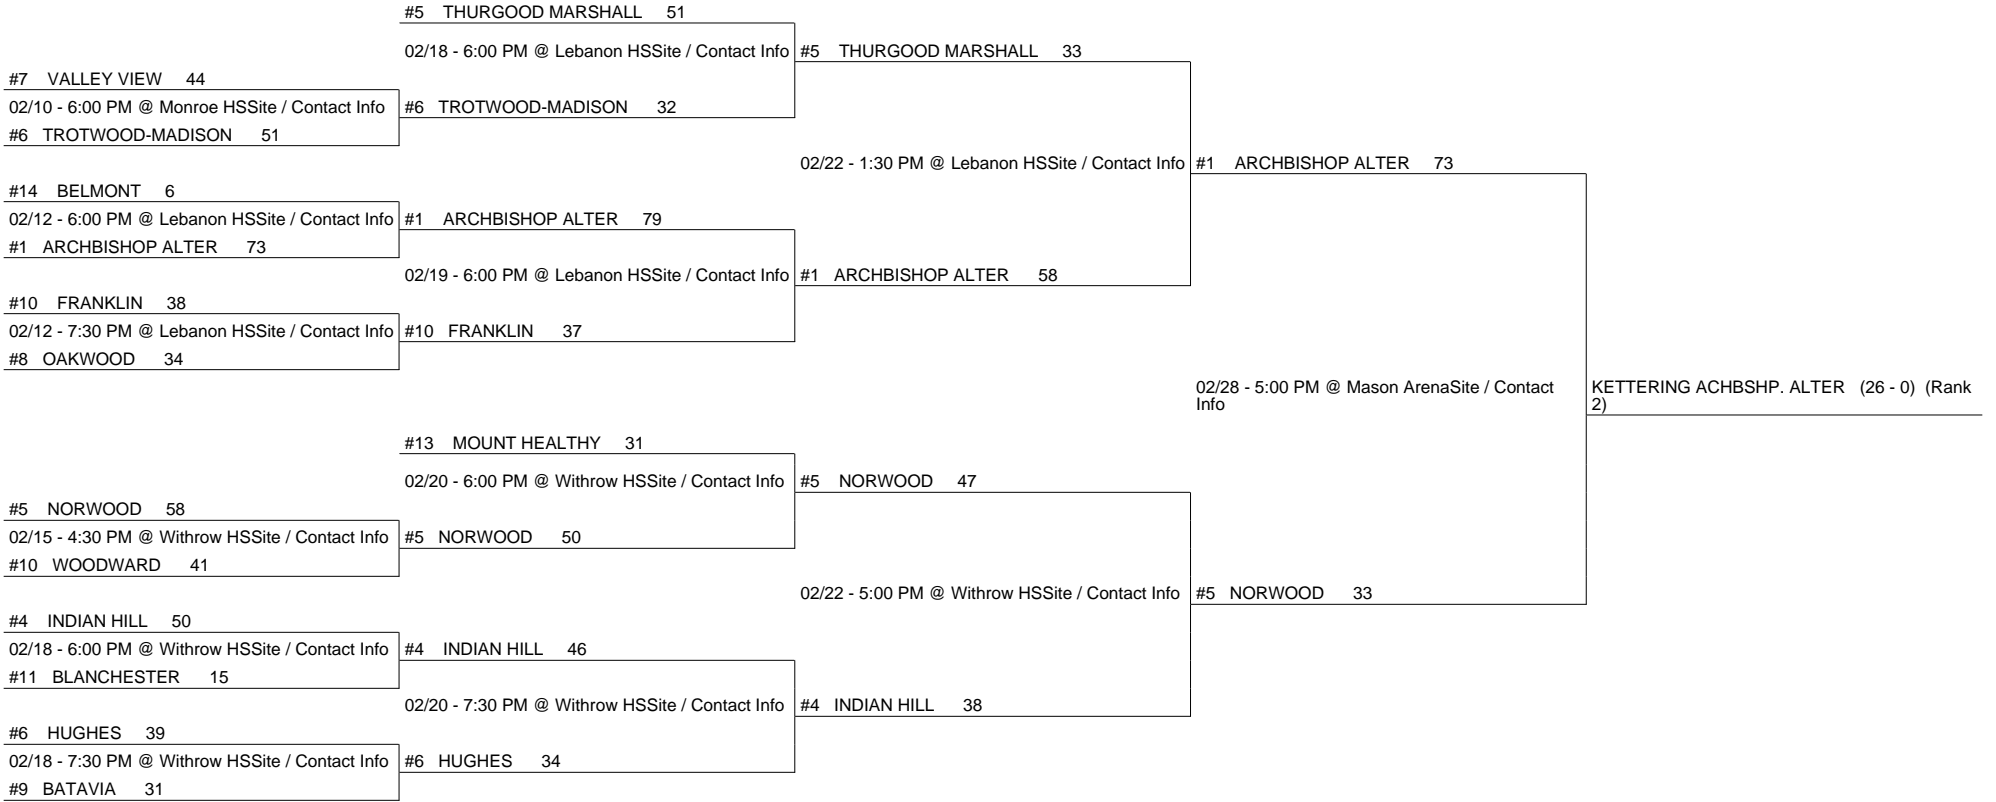 #5 THURGOOD MARSHALL 51
02/18 - 6:00 PM @ Lebanon HSSite / Contact Info
#5 THURGOOD MARSHALL 33
#7 VALLEY VIEW 44
02/10 - 6:00 PM @ Monroe HSSite / Contact Info
#6 TROTWOOD-MADISON 32
#6 TROTWOOD-MADISON 51
02/22 - 1:30 PM @ Lebanon HSSite / Contact Info
#1 ARCHBISHOP ALTER 73
#14 BELMONT 6
02/12 - 6:00 PM @ Lebanon HSSite / Contact Info
#1 ARCHBISHOP ALTER 79
#1 ARCHBISHOP ALTER 73
02/19 - 6:00 PM @ Lebanon HSSite / Contact Info
#1 ARCHBISHOP ALTER 58
#10 FRANKLIN 38
02/12 - 7:30 PM @ Lebanon HSSite / Contact Info
#10 FRANKLIN 37
#8 OAKWOOD 34
02/28 - 5:00 PM @ Mason ArenaSite / Contact
Info
KETTERING ACHBSHP. ALTER (26 - 0) (Rank
2)
#13 MOUNT HEALTHY 31
02/20 - 6:00 PM @ Withrow HSSite / Contact Info
#5 NORWOOD 47
#5 NORWOOD 58
02/15 - 4:30 PM @ Withrow HSSite / Contact Info
#5 NORWOOD 50
#10 WOODWARD 41
02/22 - 5:00 PM @ Withrow HSSite / Contact Info
#5 NORWOOD 33
#4 INDIAN HILL 50
02/18 - 6:00 PM @ Withrow HSSite / Contact Info
#4 INDIAN HILL 46
#11 BLANCHESTER 15
02/20 - 7:30 PM @ Withrow HSSite / Contact Info
#4 INDIAN HILL 38
#6 HUGHES 39
02/18 - 7:30 PM @ Withrow HSSite / Contact Info
#6 HUGHES 34
#9 BATAVIA 31